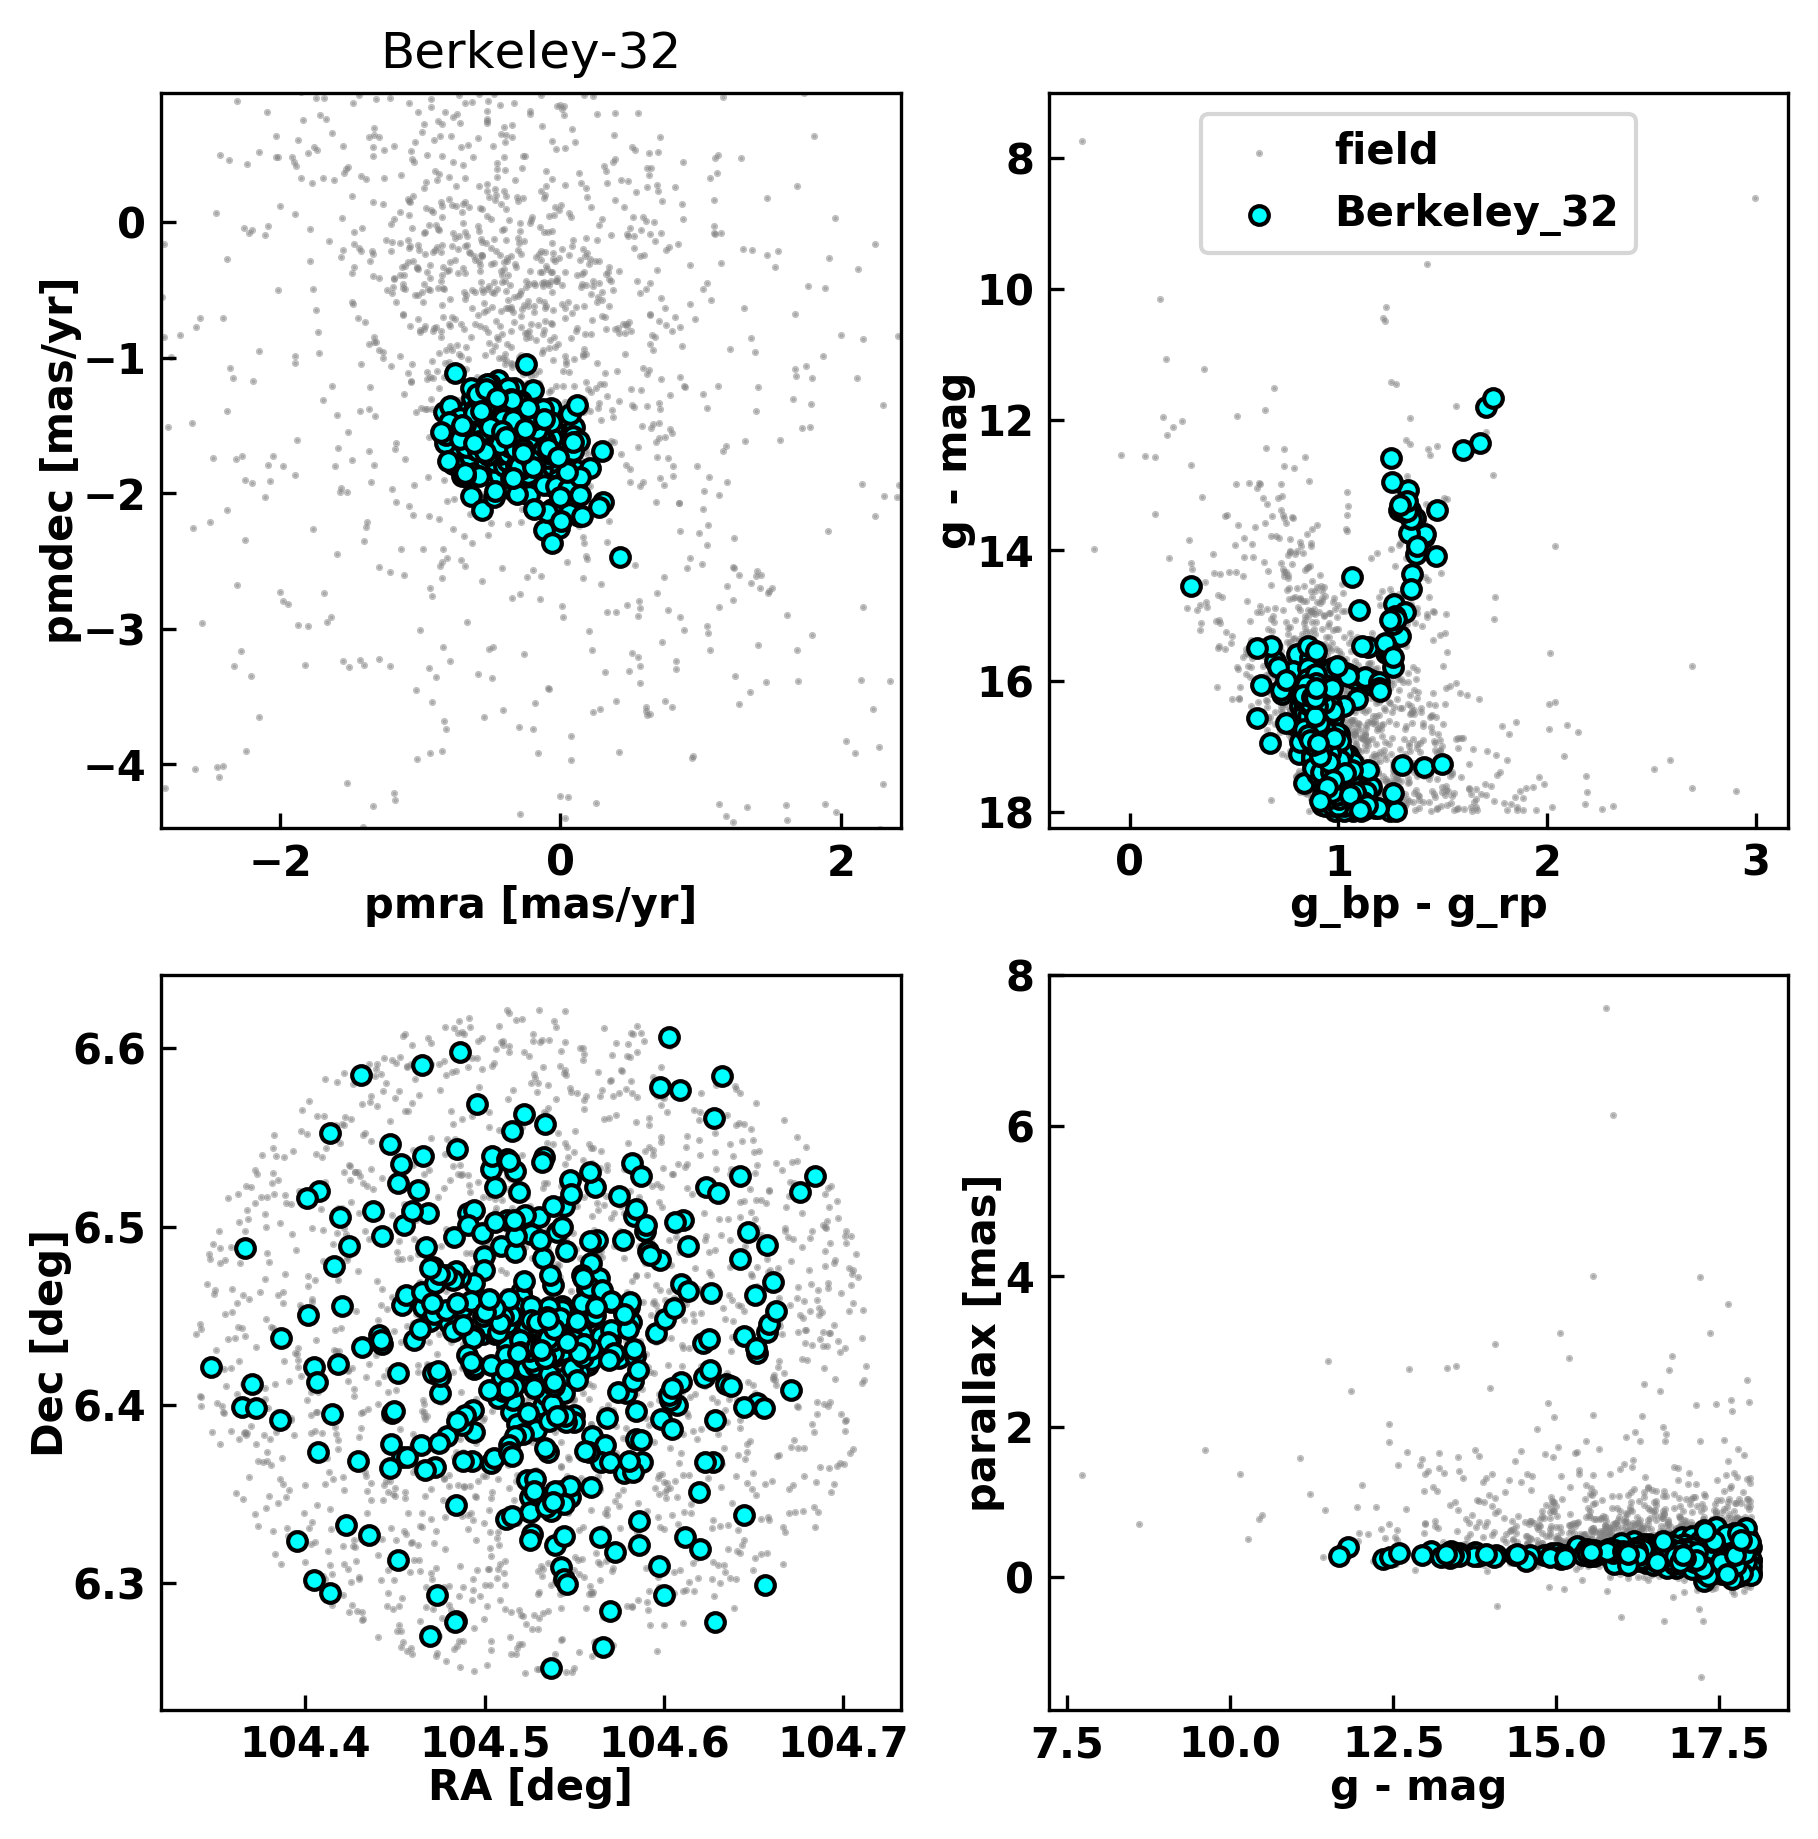 Berkeley-32
0
−1
−2
−3
−4
pmdec [mas/yr]
−2 0 2
pmra [mas/yr]
field
Berkeley_32
8
10
12
14
16
18
g - mag
0 1 2 3
g_bp - g_rp
6.6
6.5
6.4
6.3
Dec [deg]
104.4 104.5 104.6 104.7
RA [deg]
8
6
4
2
0
parallax [mas]
7.5 10.0 12.5 15.0 17.5
g - mag